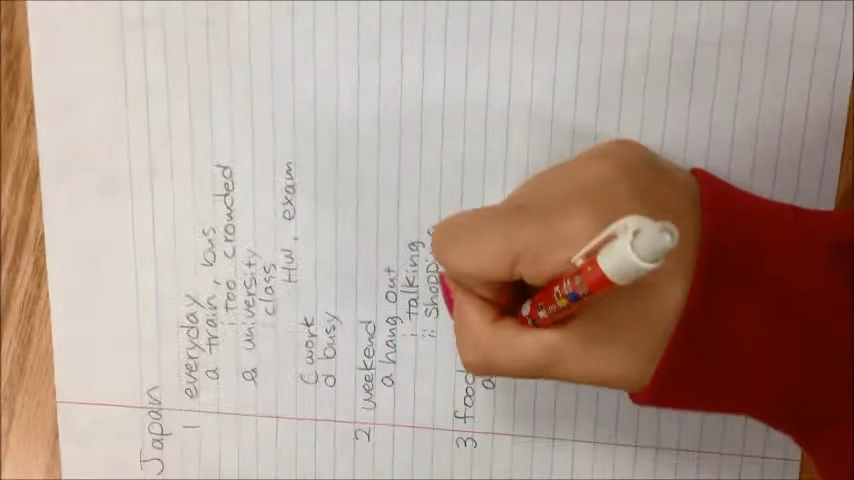 Japan
1 everyday
a train, bus
i too crowded
b university
class
HW, exam
c work
d busy
2 weekend
a hang out
i talking
ii shopping
3 food
a